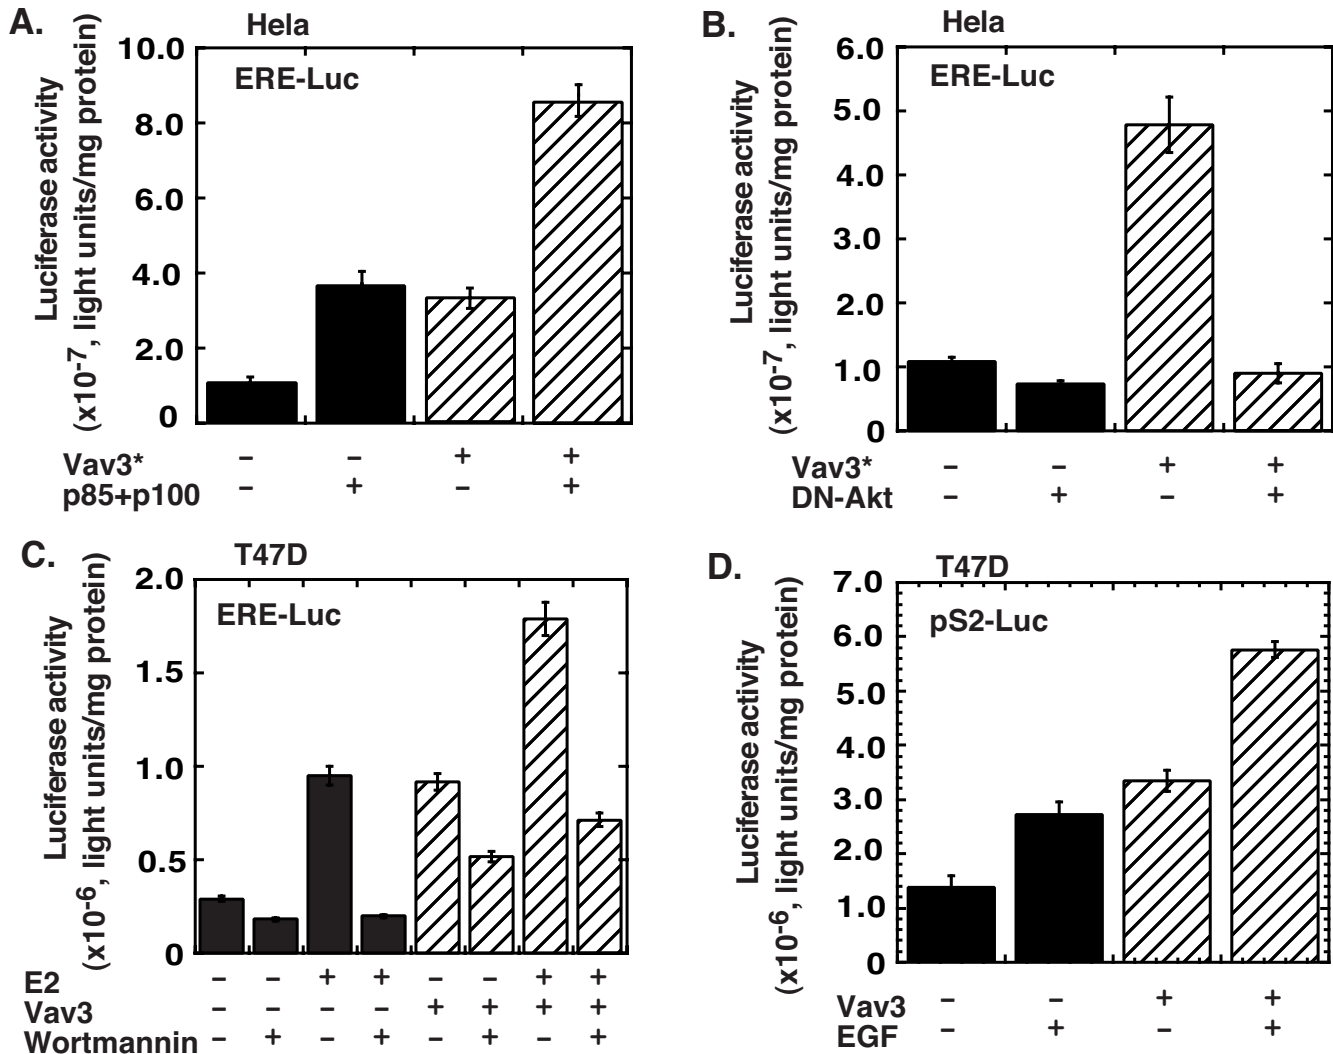 A.
Hela
ERE-Luc
Luciferase activity
(x10-7, light units/mg protein)
10.0
8.0
6.0
4.0
2.0
0
Vav3* − − + +
p85+p100 − + − +
B.
Hela
ERE-Luc
Luciferase activity
(x10-7, light units/mg protein)
6.0
5.0
4.0
3.0
2.0
1.0
0
Vav3* − − + +
DN-Akt − + − +
C.
T47D
ERE-Luc
Luciferase activity
(x10-6, light units/mg protein)
2.0
1.5
1.0
0.5
0
E2 − − + + − − + +
Vav3 − − − − + + + +
Wortmannin − + − + − + − +
D.
T47D
pS2-Luc
Luciferase activity
(x10-6, light units/mg protein)
7.0
6.0
5.0
4.0
3.0
2.0
1.0
0
Vav3 − − + +
EGF − + − +